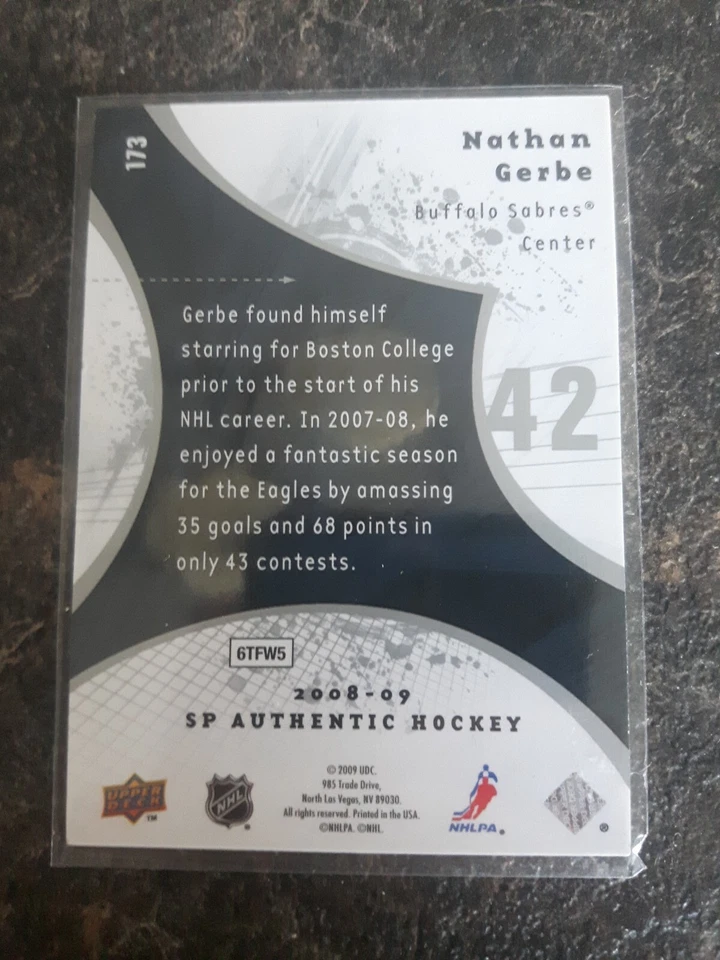 173
Nathan
Gerbe
Buffalo Sabres®
Center
42
Gerbe found himself
starring for Boston College
prior to the start of his
NHL career. In 2007-08, he
enjoyed a fantastic season
for the Eagles by amassing
35 goals and 68 points in
only 43 contests.
6TFW5
2008-09
SP AUTHENTIC HOCKEY
© 2009 UDC.
985 Trade Drive,
North Las Vegas, NV 89030.
All rights reserved. Printed in the USA.
©NHLPA. ©NHL.
UPPER
DECK
TM
NHL
®
NHLPA®
®